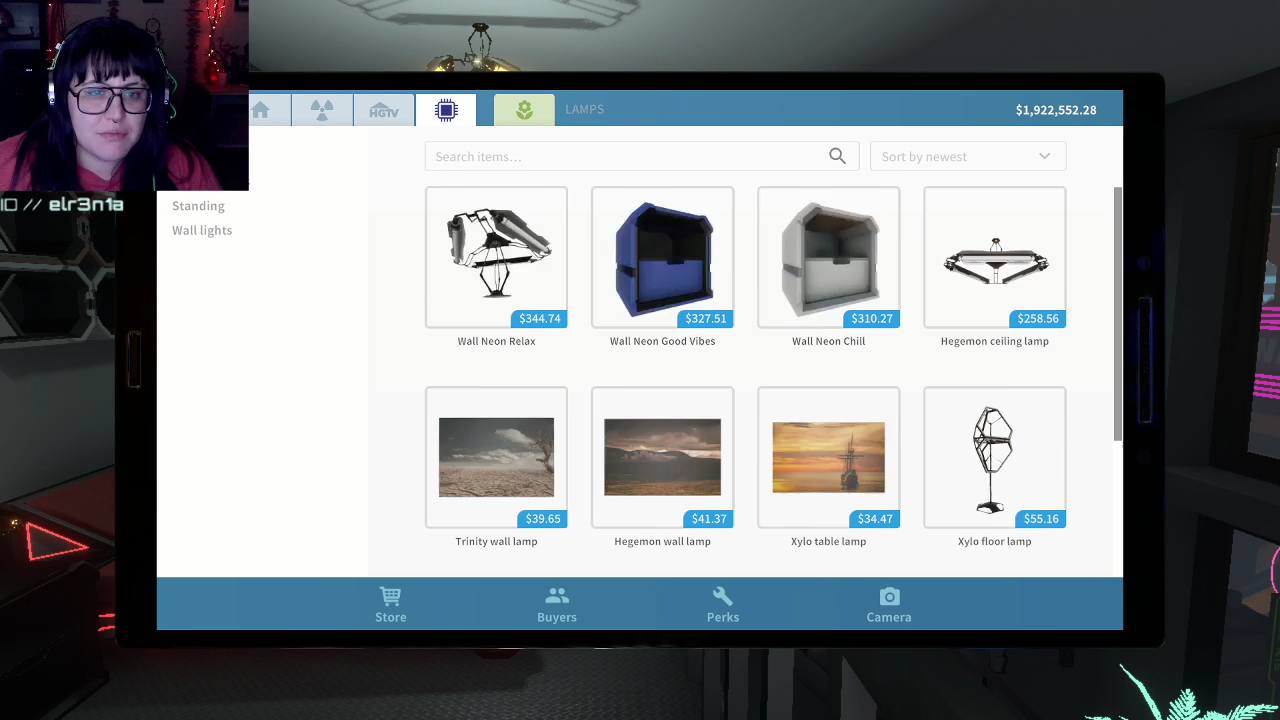 HGTV
LAMPS
$1,922,552.28
Search items...
Sort by newest
ID // elr3n1a
Standing
Wall lights
$344.74
$327.51
$310.27
$258.56
Wall Neon Relax
Wall Neon Good Vibes
Wall Neon Chill
Hegemon ceiling lamp
$39.65
$41.37
$34.47
$55.16
Trinity wall lamp
Hegemon wall lamp
Xylo table lamp
Xylo floor lamp
Store
Buyers
Perks
Camera